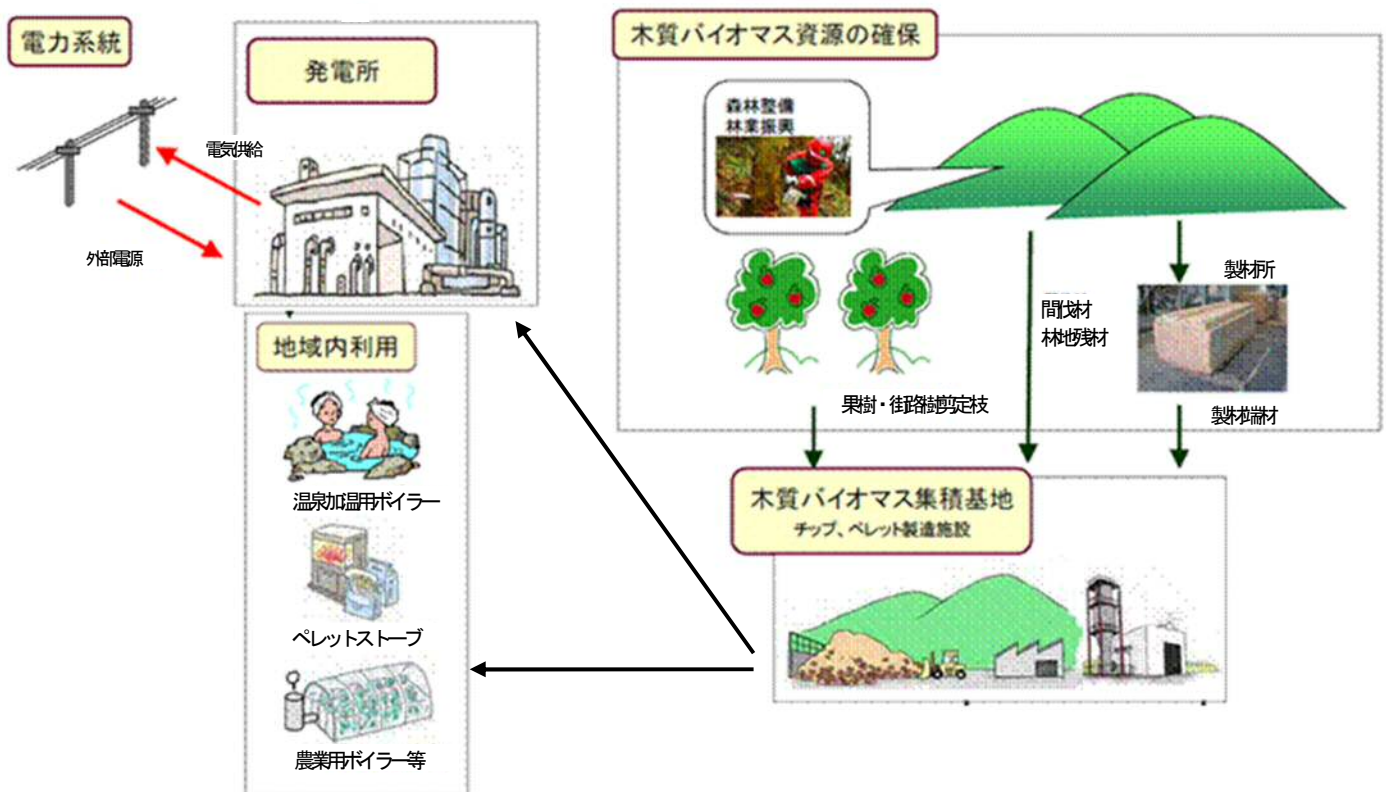 電力系統
発電所
電気供給
外部電源
木質バイオマス資源の確保
森林整備
林業振興
果樹・街路樹剪定枝
間伐材
林地残材
製材所
製材端材
地域内利用
温泉加温用ボイラー
ペレットストーブ
農業用ボイラー等
木質バイオマス集積基地
チップ、ペレット製造施設